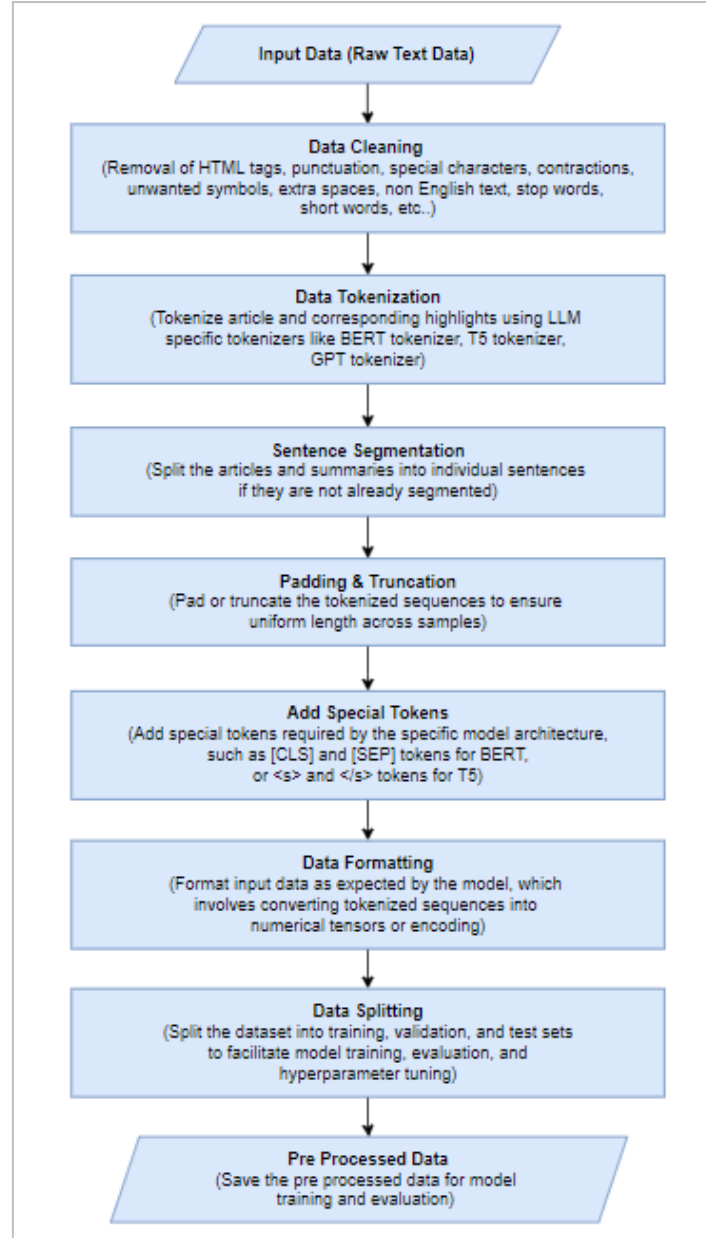 Input Data (Raw Text Data)
Data Cleaning
(Removal of HTML tags, punctuation, special characters, contractions,
unwanted symbols, extra spaces, non English text, stop words,
short words, etc..)
Data Tokenization
(Tokenize article and corresponding highlights using LLM
specific tokenizers like BERT tokenizer, T5 tokenizer,
GPT tokenizer)
Sentence Segmentation
(Split the articles and summaries into individual sentences
if they are not already segmented)
Padding & Truncation
(Pad or truncate the tokenized sequences to ensure
uniform length across samples)
Add Special Tokens
(Add special tokens required by the specific model architecture,
such as [CLS] and [SEP] tokens for BERT,
or <s> and </s> tokens for T5)
Data Formatting
(Format input data as expected by the model, which
involves converting tokenized sequences into
numerical tensors or encoding)
Data Splitting
(Split the dataset into training, validation, and test sets
to facilitate model training, evaluation, and
hyperparameter tuning)
Pre Processed Data
(Save the pre processed data for model
training and evaluation)